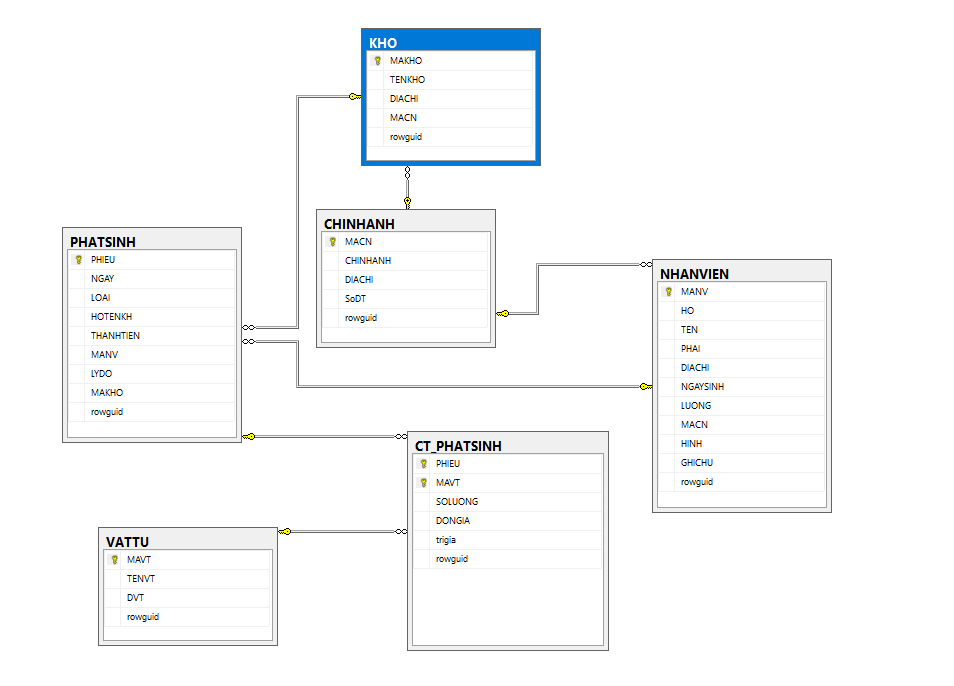 KHO
MAKHO
TENKHO
DIACHI
MACN
rowguid
CHINHANH
MACN
CHINHANH
DIACHI
SoDT
rowguid
PHATSINH
PHIEU
NGAY
LOAI
HOTENKH
THANHTIEN
MANV
LYDO
MAKHO
rowguid
NHANVIEN
MANV
HO
TEN
PHAI
DIACHI
NGAYSINH
LUONG
MACN
HINH
GHICHU
rowguid
CT_PHATSINH
PHIEU
MAVT
SOLUONG
DONGIA
trigia
rowguid
VATTU
MAVT
TENVT
DVT
rowguid